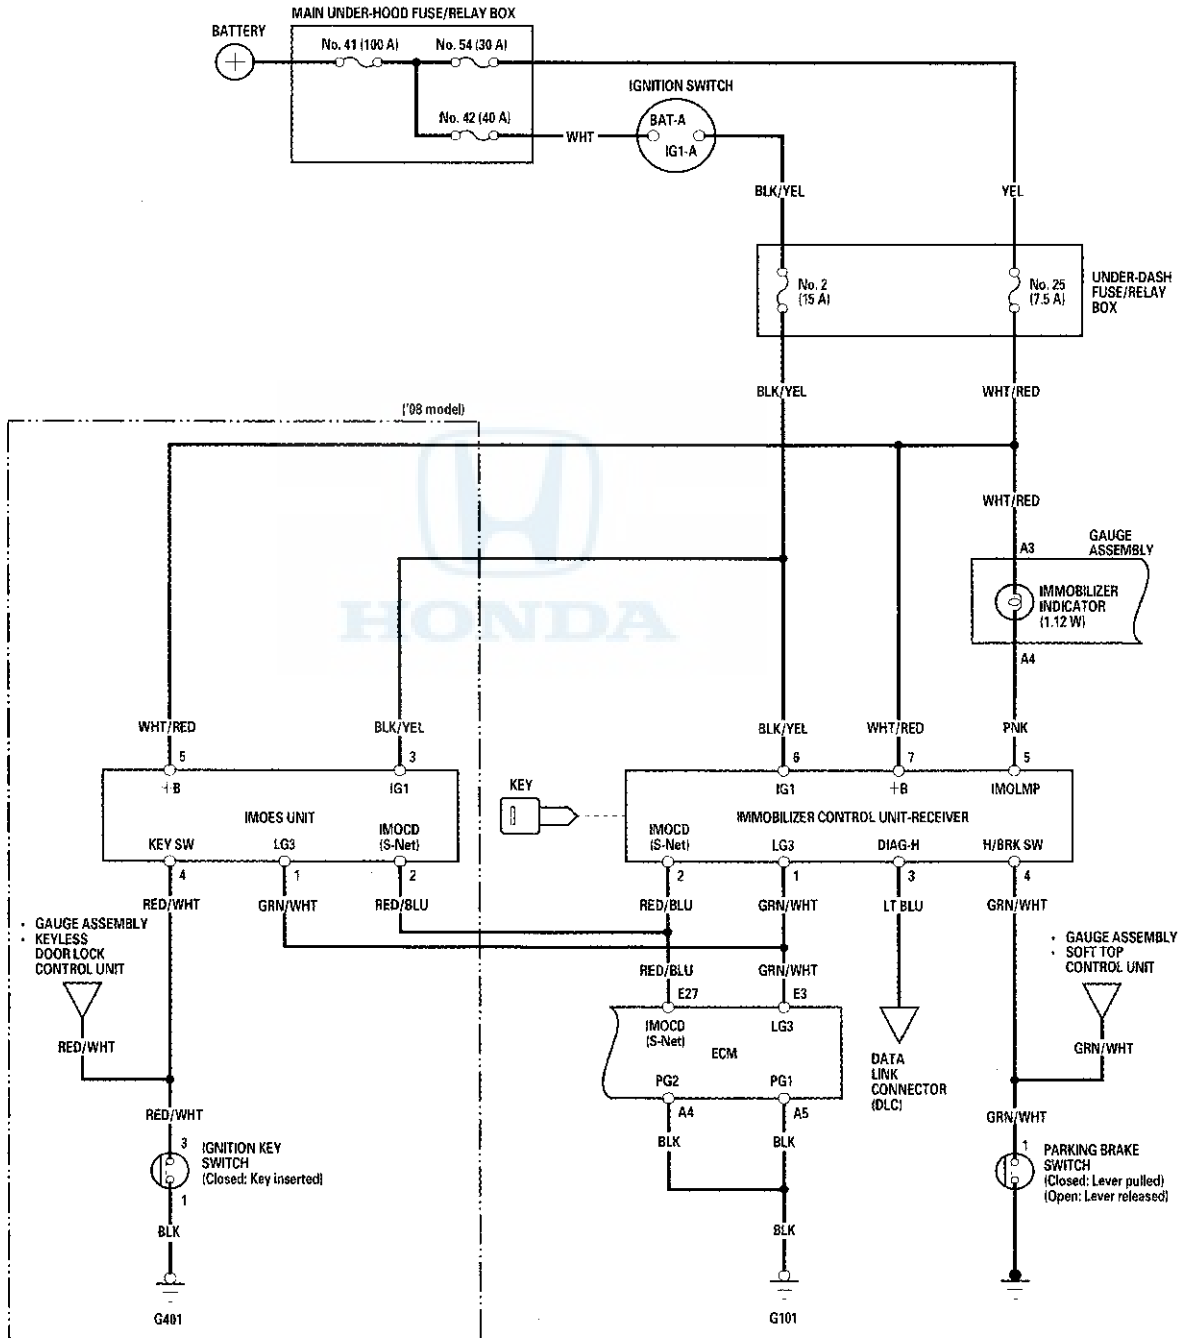 MAIN UNDER-HOOD FUSE/RELAY BOX
BATTERY
No. 41 (100 A)
No. 54 (30 A)
No. 42 (40 A)
WHT
IGNITION SWITCH
BAT-A
IG1-A
BLK/YEL
YEL
No. 2
(15 A)
No. 25
(7.5 A)
UNDER-DASH
FUSE/RELAY
BOX
BLK/YEL
WHT/RED
('08 model)
WHT/RED
HONDA
A3
GAUGE
ASSEMBLY
IMMOBILIZER
INDICATOR
(1.12 W)
A4
WHT/RED
BLK/YEL
BLK/YEL
WHT/RED
PNK
5
3
6
7
5
+B
IG1
IMOES UNIT
KEY SW
LG3
IMOCD
(S-Net)
KEY
IG1
+B
IMOLMP
IMMOBILIZER CONTROL UNIT-RECEIVER
IMOCD
(S-Net)
LG3
DIAG-H
H/BRK SW
4
1
2
2
1
3
4
RED/WHT
GRN/WHT
RED/BLU
RED/BLU
GRN/WHT
LT BLU
GRN/WHT
• GAUGE ASSEMBLY
• KEYLESS
DOOR LOCK
CONTROL UNIT
RED/WHT
RED/BLU
GRN/WHT
E27
E3
IMOCD
(S-Net)
LG3
ECM
PG2
PG1
A4
A5
BLK
BLK
BLK
G101
DATA
LINK
CONNECTOR
(DLC)
• GAUGE ASSEMBLY
• SOFT TOP
CONTROL UNIT
GRN/WHT
GRN/WHT
1
PARKING BRAKE
SWITCH
(Closed: Lever pulled)
(Open: Lever released)
RED/WHT
3
IGNITION KEY
SWITCH
(Closed: Key inserted)
1
BLK
G401